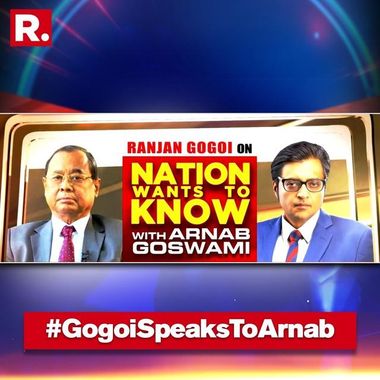 R.
RANJAN GOGOI ON
NATION
WANTS TO
KNOW
WITH ARNAB
GOSWAMI
#GogoiSpeaksToArnab